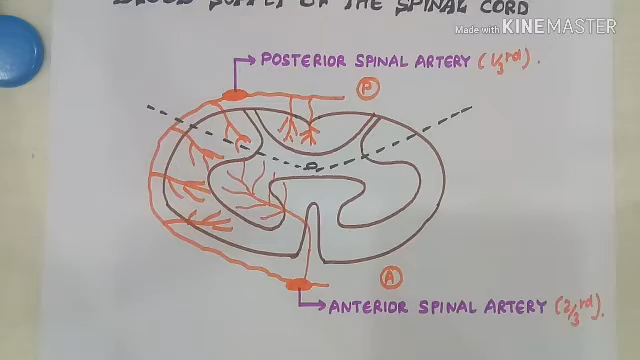 BLOOD SUPPLY OF THE SPINAL CORD
Made with KINEMASTER
POSTERIOR SPINAL ARTERY (1/3rd).
P
A
ANTERIOR SPINAL ARTERY (2/3rd).